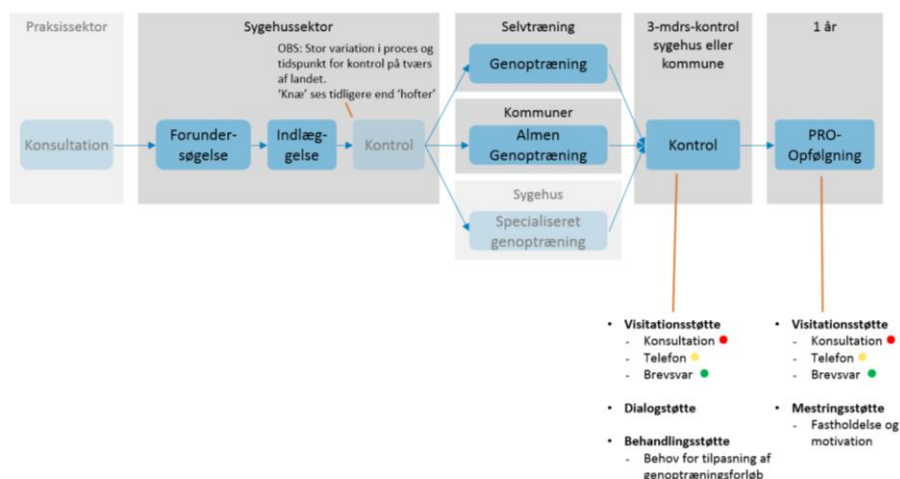 Praksissektor
Konsultation
Sygehussektor
OBS: Stor variation i proces og
tidspunkt for kontrol på tværs
af landet.
'Knæ' ses tidligere end 'hofter'
Forunder-
søgelse
Indlæg-
gelse
Kontrol
Selvtræning
Genoptræning
Kommuner
Almen
Genoptræning
Sygehus
Specialiseret
genoptræning
3-mdrs-kontrol
sygehus eller
kommune
Kontrol
1 år
PRO-
Opfølgning
• Visitationsstøtte
- Konsultation
- Telefon
- Brevsvar
• Dialogstøtte
• Behandlingsstøtte
- Behov for tilpasning af
genoptræningsforløb
• Visitationsstøtte
- Konsultation
- Telefon
- Brevsvar
• Mestringsstøtte
- Fastholdelse og
motivation